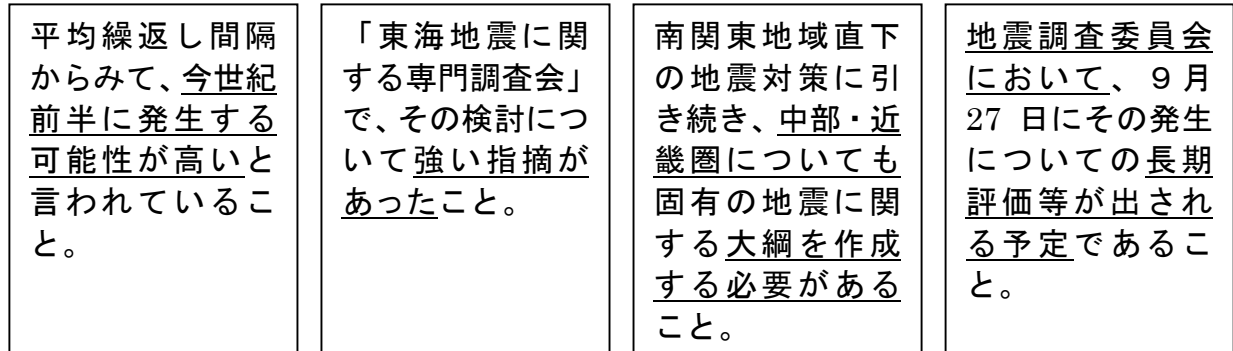 平均繰返し間隔
からみて、今世紀
前半に発生する
可能性が高いと
言われているこ
と。
「東海地震に関
する専門調査会」
で、その検討につ
いて強い指摘が
あったこと。
南関東地域直下
の地震対策に引
き続き、中部・近
畿圏についても
固有の地震に関
する大綱を作成
する必要がある
こと。
地震調査委員会
において、９月
27 日にその発生
についての長期
評価等が出され
る予定であるこ
と。